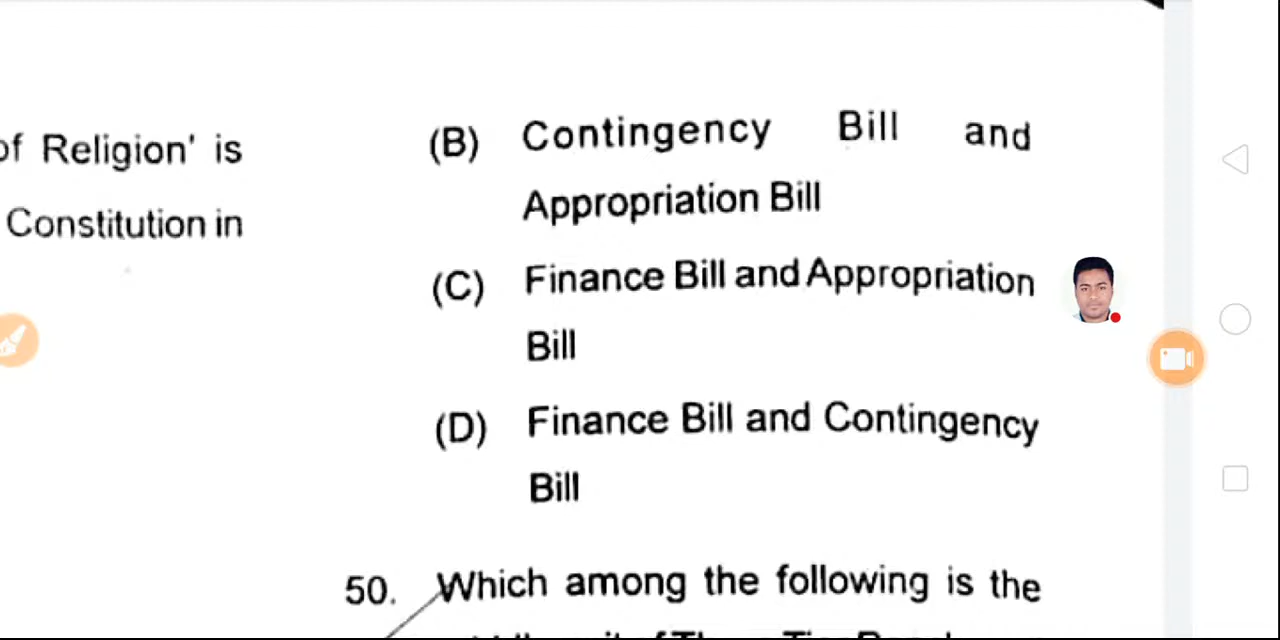 of Religion' is
Constitution in
(B) Contingency Bill and
Appropriation Bill
(C) Finance Bill and Appropriation
Bill
(D) Finance Bill and Contingency
Bill
50. Which among the following is the